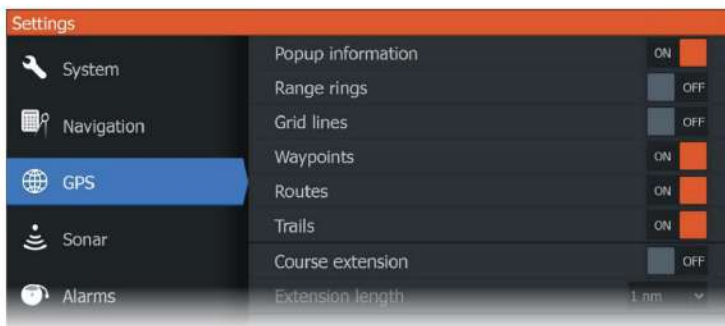 Settings
System
Navigation
GPS
Sonar
Alarms
Popup information ON
Range rings OFF
Grid lines OFF
Waypoints ON
Routes ON
Trails ON
Course extension OFF
Extension length 1 nm